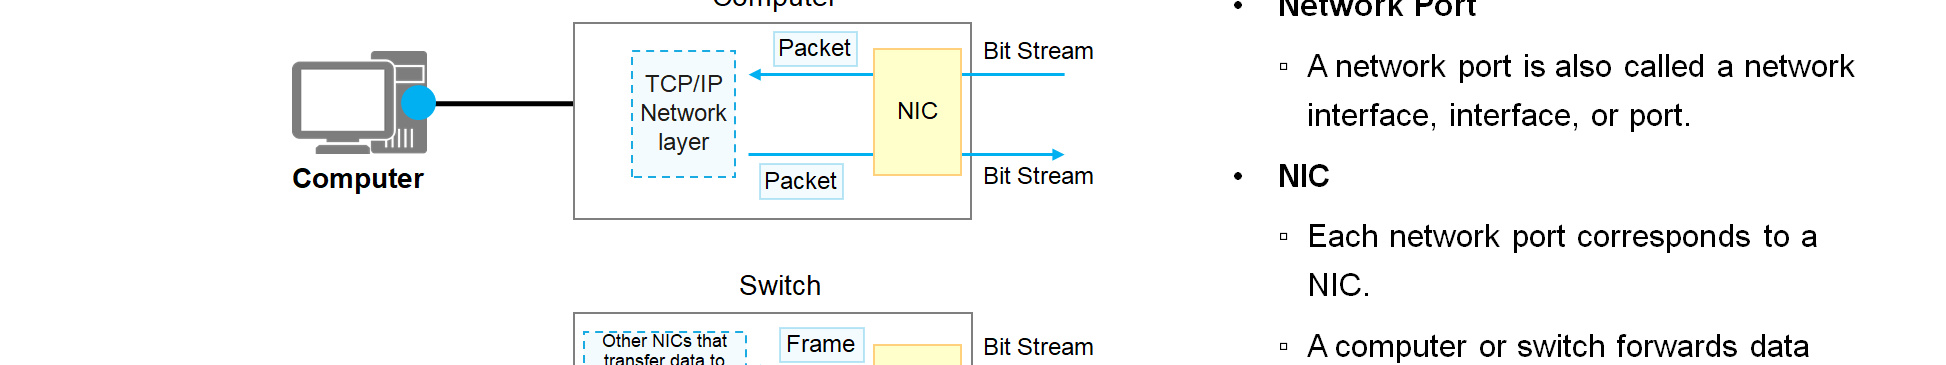 Computer
Packet
Bit Stream
TCP/IP
Network
layer
NIC
Packet
Bit Stream
Computer
Switch
Other NICs that
transfer data to
Frame
Bit Stream
• Network Port
▫ A network port is also called a network
interface, interface, or port.
• NIC
▫ Each network port corresponds to a
NIC.
▫ A computer or switch forwards data